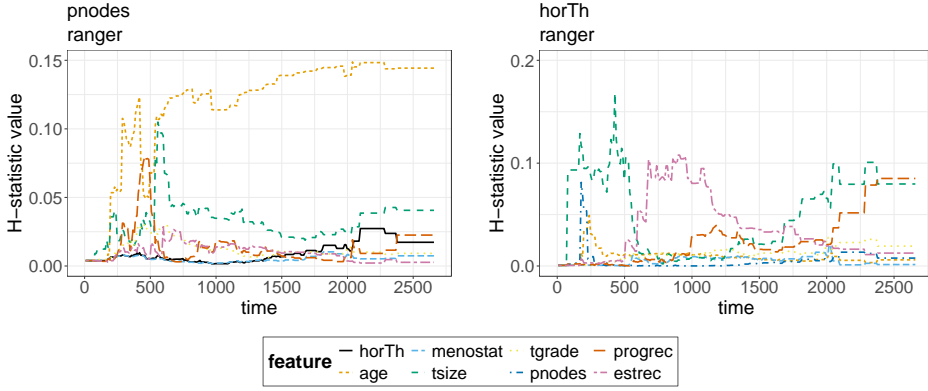 pnodes
ranger
0.15
0.10
0.05
0.00
H-statistic value
0 500 1000 1500 2000 2500
time
horTh
ranger
0.2
0.1
0.0
H-statistic value
0 500 1000 1500 2000 2500
time
feature
horTh menostat tgrade progrec
age tsize pnodes estrec